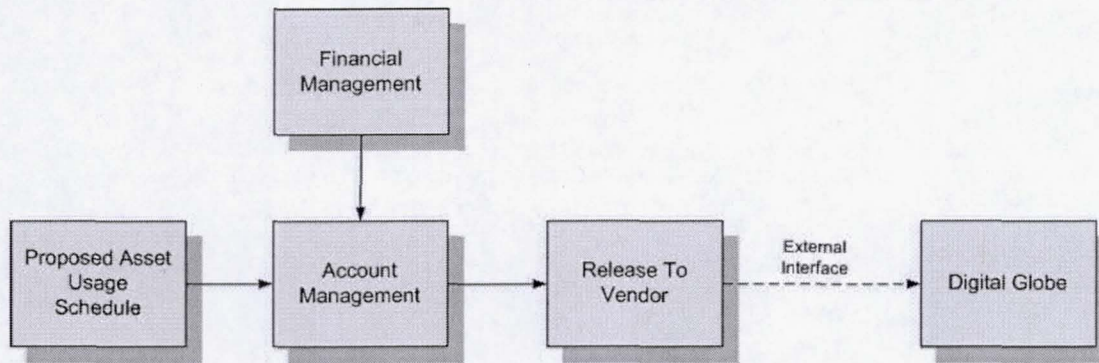 Financial
Management
Proposed Asset
Usage
Schedule
Account
Management
Release To
Vendor
External
Interface
Digital Globe